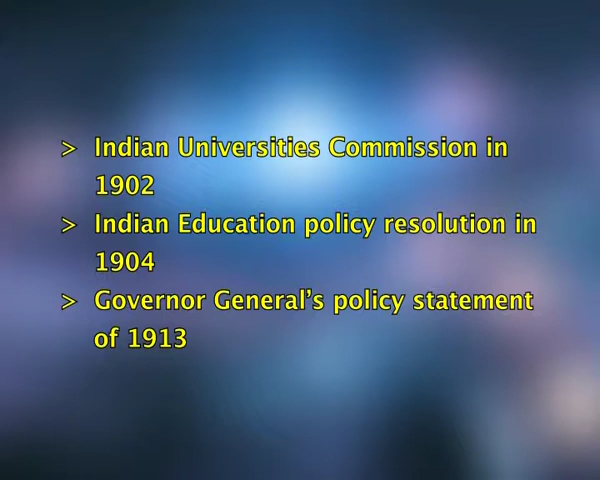 > Indian Universities Commission in
1902
> Indian Education policy resolution in
1904
> Governor General’s policy statement
of 1913